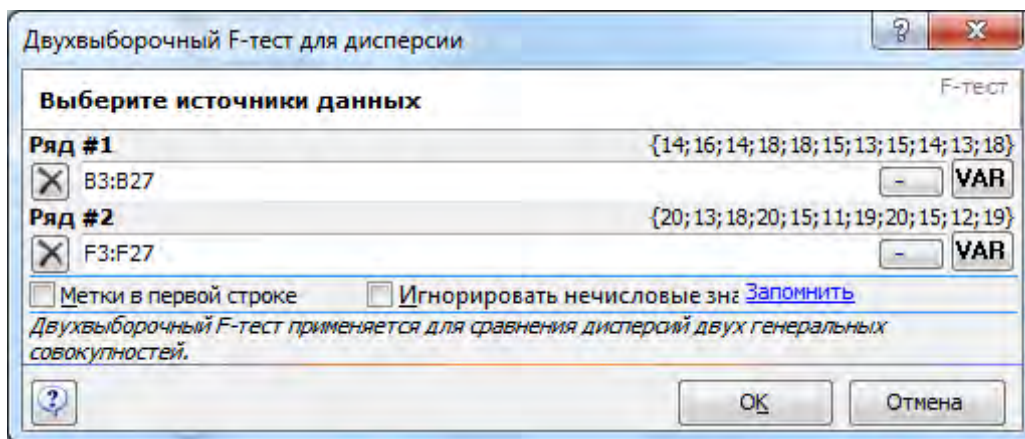 Двухвыборочный F-тест для дисперсии
?
X
Выберите источники данных
F-тест
Ряд #1 {14;16;14;18;18;15;13;15;14;13;18}
X B3:B27 - VAR
Ряд #2 {20;13;18;20;15;11;19;20;15;12;19}
X F3:F27 - VAR
Метки в первой строке Игнорировать нечисловые зна Запомнить
Двухвыборочный F-тест применяется для сравнения дисперсий двух генеральных
совокупностей.
? OK Отмена